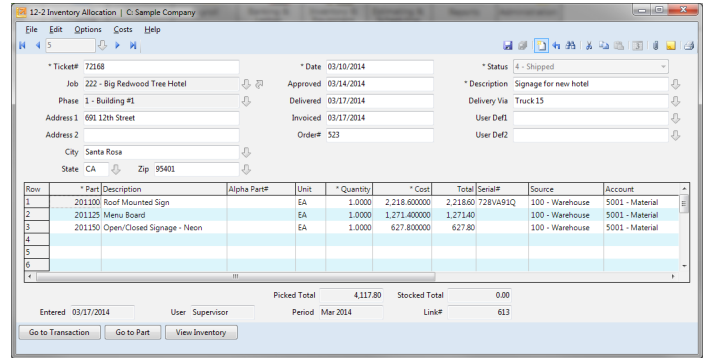 12-2 Inventory Allocation | C: Sample Company
File Edit Options Costs Help
5
* Ticket# 72168 * Date 03/10/2014 * Status 4 - Shipped
Job 222 - Big Redwood Tree Hotel Approved 03/14/2014 * Description Signage for new hotel
Phase 1 - Building #1 Delivered 03/17/2014 Delivery Via Truck 15
Address 1 691 12th Street Invoiced 03/17/2014 User Def1
Address 2 Order# 523 User Def2
City Santa Rosa
State CA Zip 95401
Row * Part Description Alpha Part# Unit * Quantity * Cost Total Serial# Source Account
1 201100 Roof Mounted Sign EA 1.0000 2,218.600000 2,218.60 728VA91Q 100 - Warehouse 5001 - Material
2 201125 Menu Board EA 1.0000 1,271.400000 1,271.40 100 - Warehouse 5001 - Material
3 201150 Open/Closed Signage - Neon EA 1.0000 627.800000 627.80 100 - Warehouse 5001 - Material
4
5
6
Picked Total 4,117.80 Stocked Total 0.00
Entered 03/17/2014 User Supervisor Period Mar 2014 Link# 613
Go to Transaction Go to Part View Inventory